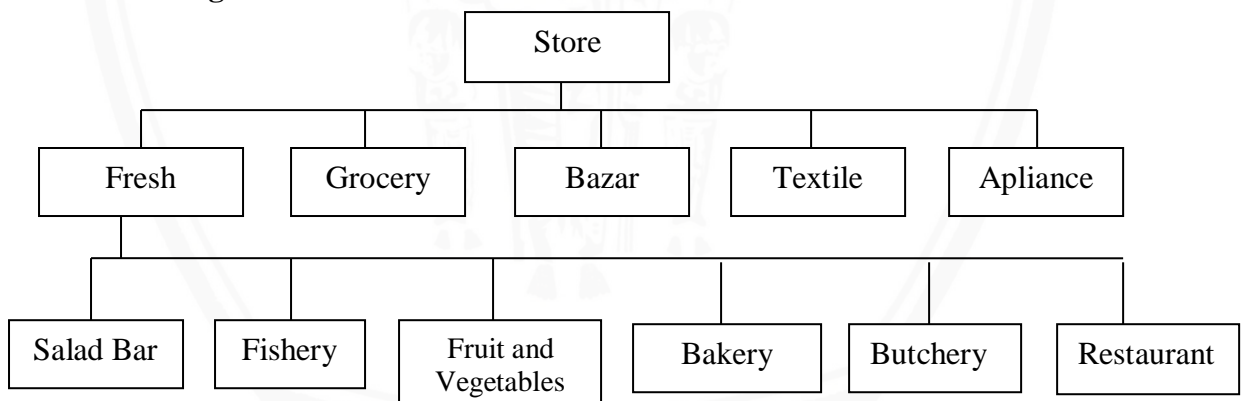 Store
Fresh
Grocery
Bazar
Textile
Apliance
Salad Bar
Fishery
Fruit and
Vegetables
Bakery
Butchery
Restaurant